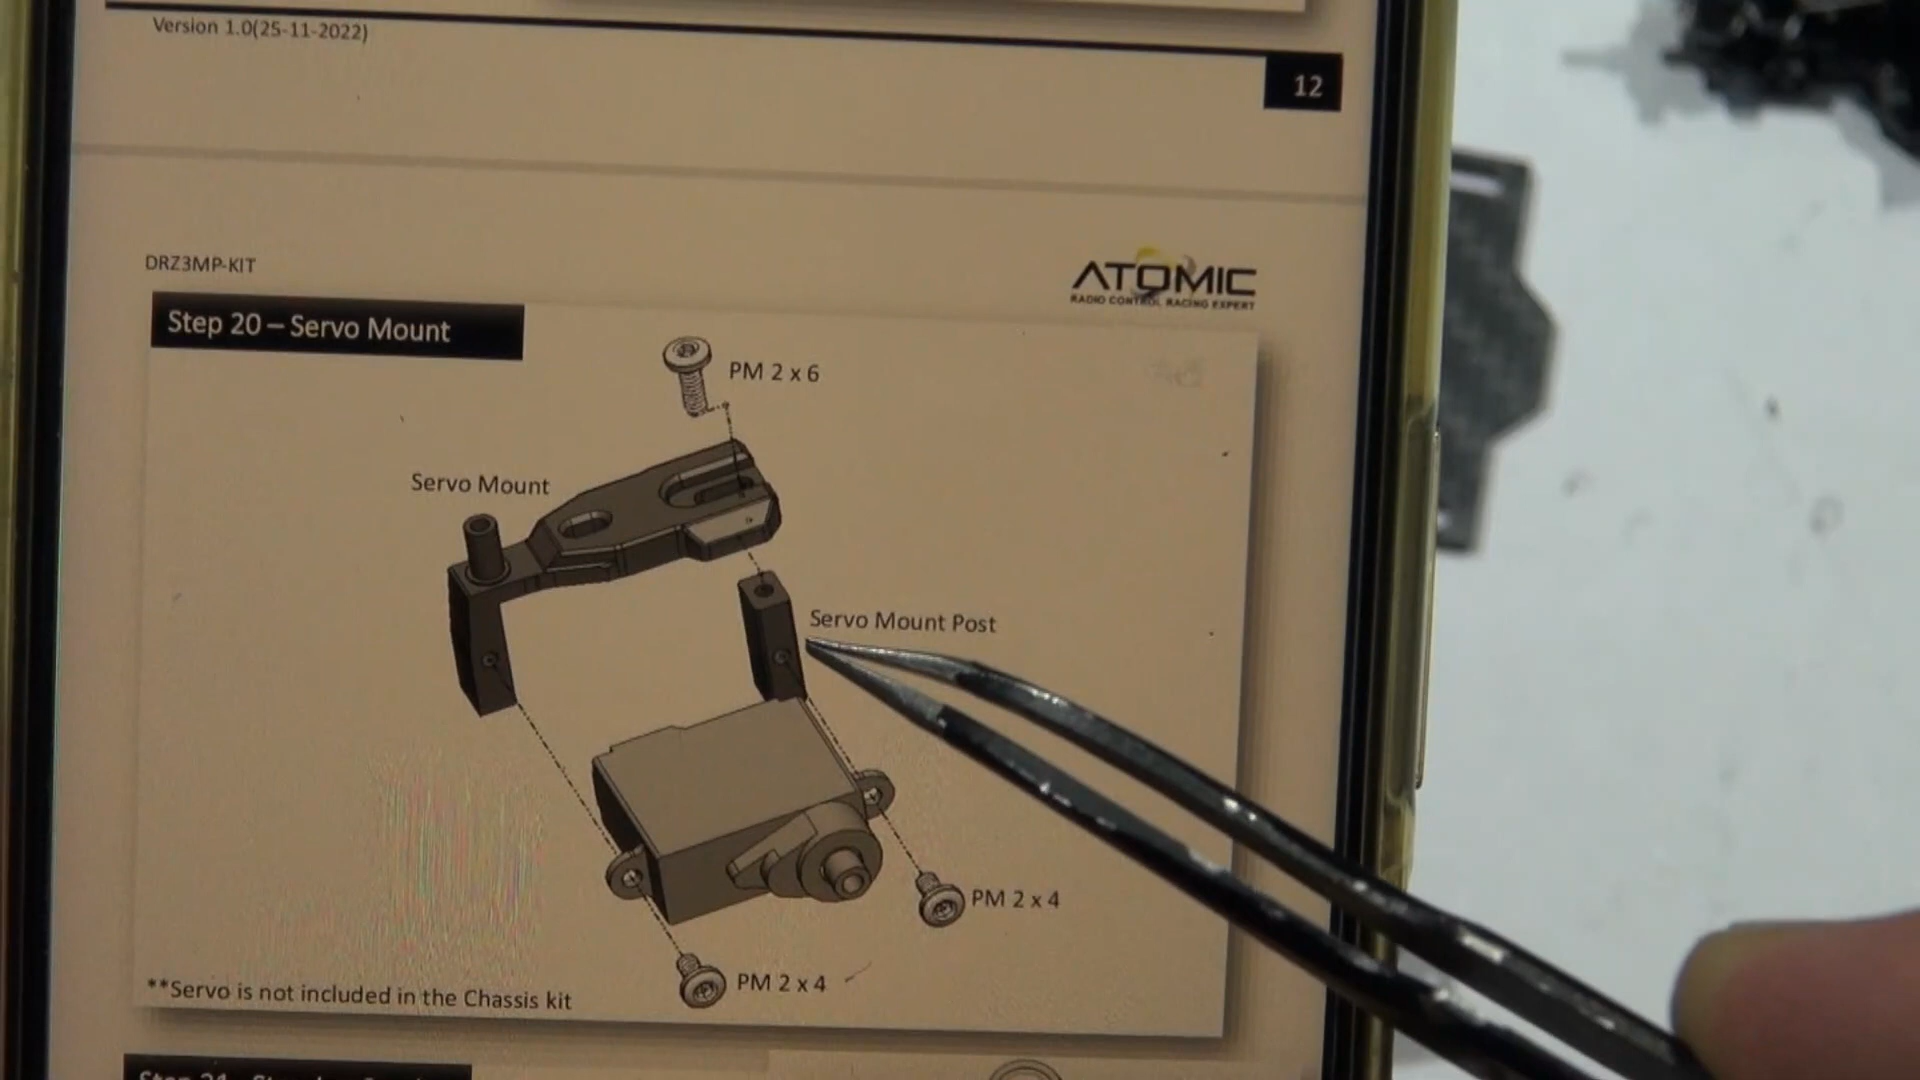 Version 1.0(25-11-2022)
12
DRZ3MP-KIT
ATOMIC
RADIO CONTROL RACING EXPERT
Step 20 – Servo Mount
PM 2 x 6
Servo Mount
Servo Mount Post
PM 2 x 4
PM 2 x 4
**Servo is not included in the Chassis kit